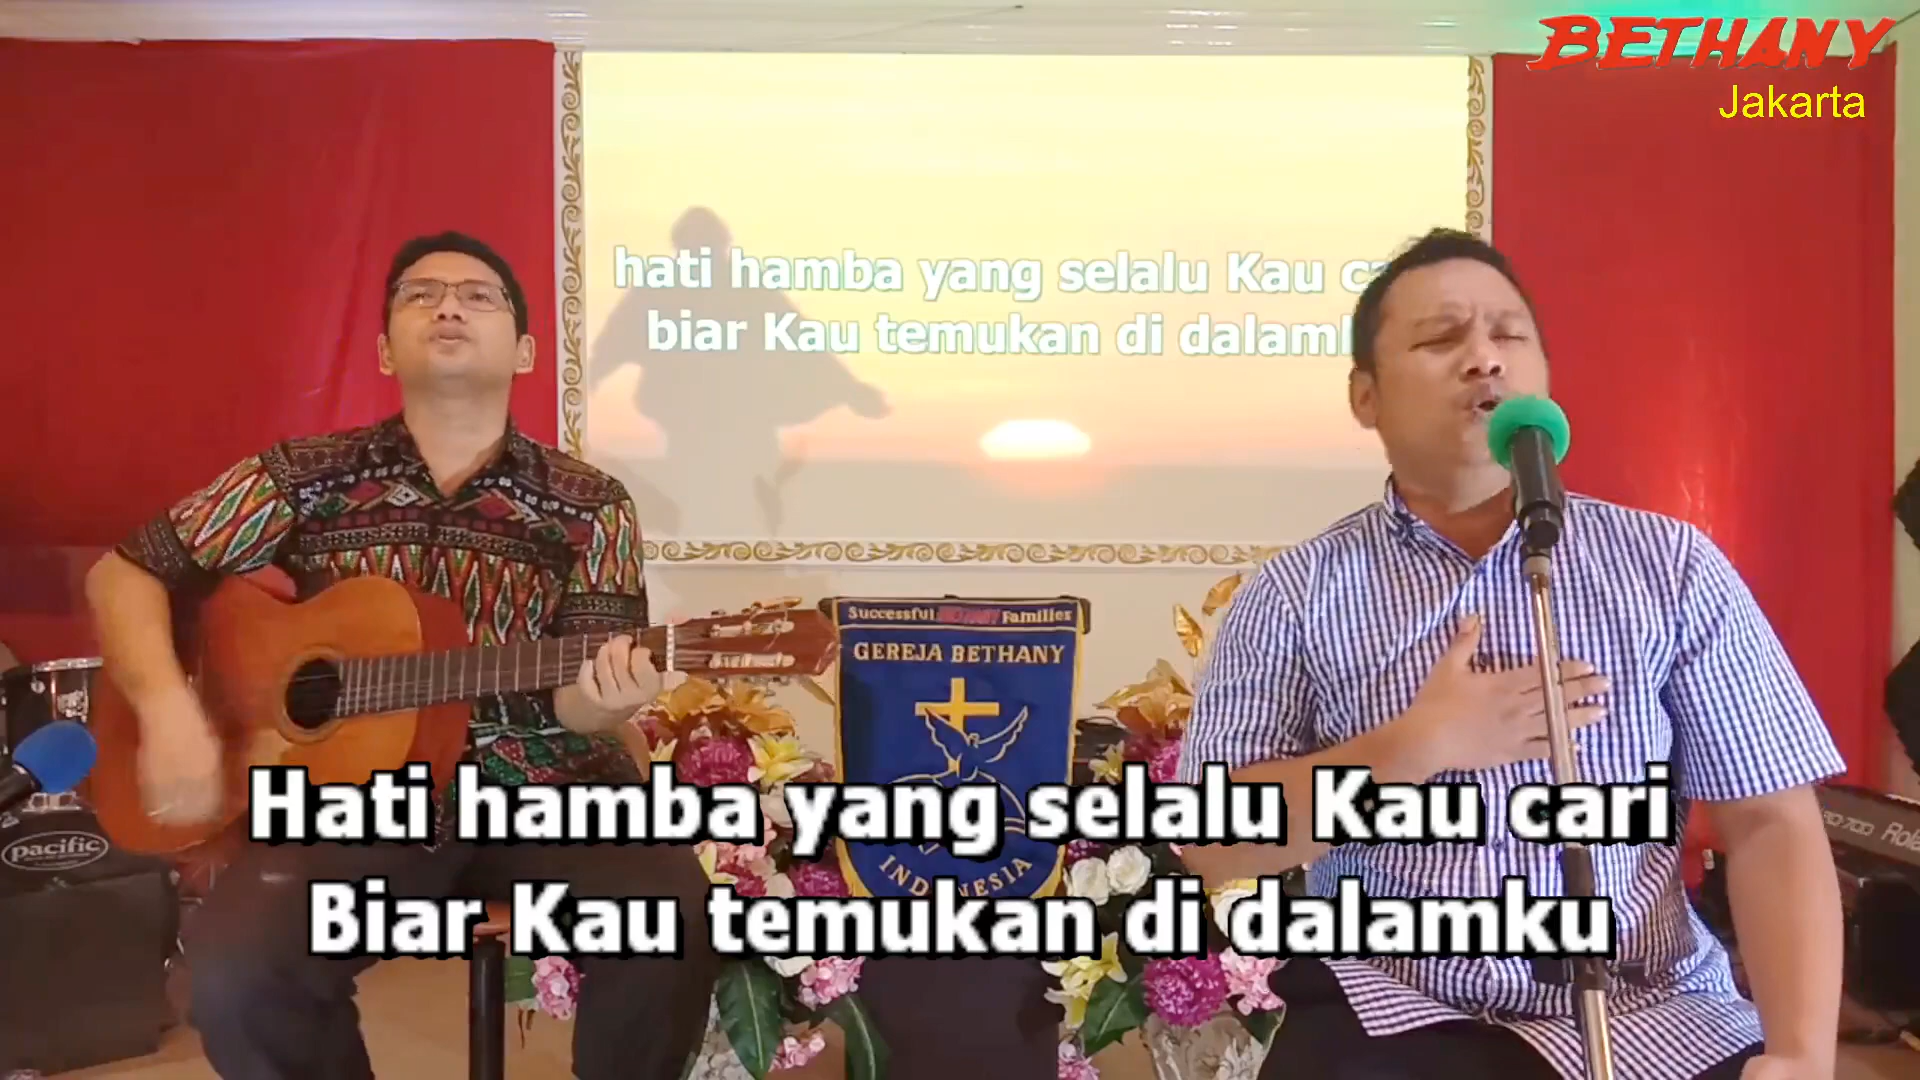 BETHANY
Jakarta
hati hamba yang selalu Kau
biar Kau temukan di
Successful BETHANY Families
GEREJA BETHANY
INDONESIA
pacific
Hati hamba yang selalu Kau cari
Biar Kau temukan di dalamku